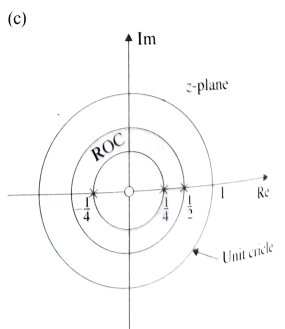 (c)
Im
z-plane
ROC
-1/4
1/4
1/2
1
Re
Unit cricle